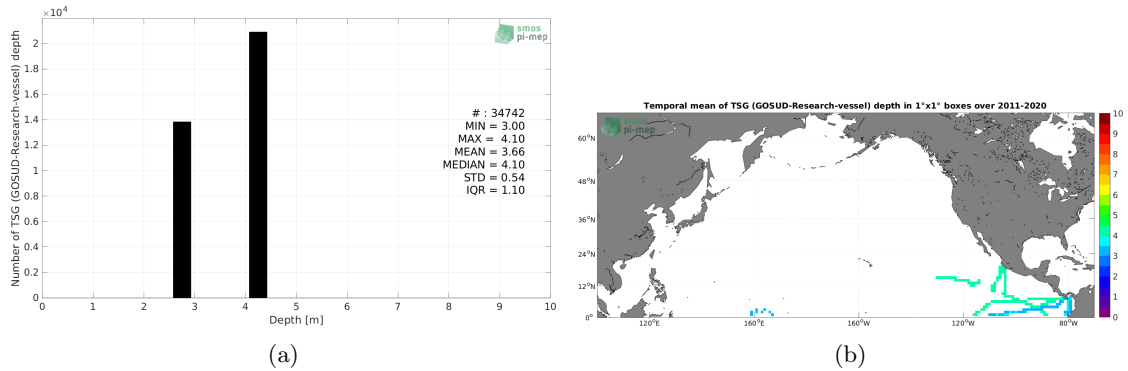 ×10⁴
2
1.8
1.6
1.4
1.2
1
0.8
0.6
0.4
0.2
0
Number of TSG (GOSUD-Research-vessel) depth
smos
pi-mep
# : 34742
MIN = 3.00
MAX = 4.10
MEAN = 3.66
MEDIAN = 4.10
STD = 0.54
IQR = 1.10
0 1 2 3 4 5 6 7 8 9 10
Depth [m]
(a)
Temporal mean of TSG (GOSUD-Research-vessel) depth in 1°x1° boxes over 2011-2020
smos
pi-mep
60°N
48°N
36°N
24°N
12°N
0°
120°E 160°E 160°W 120°W 80°W
10
9
8
7
6
5
4
3
2
1
0
(b)